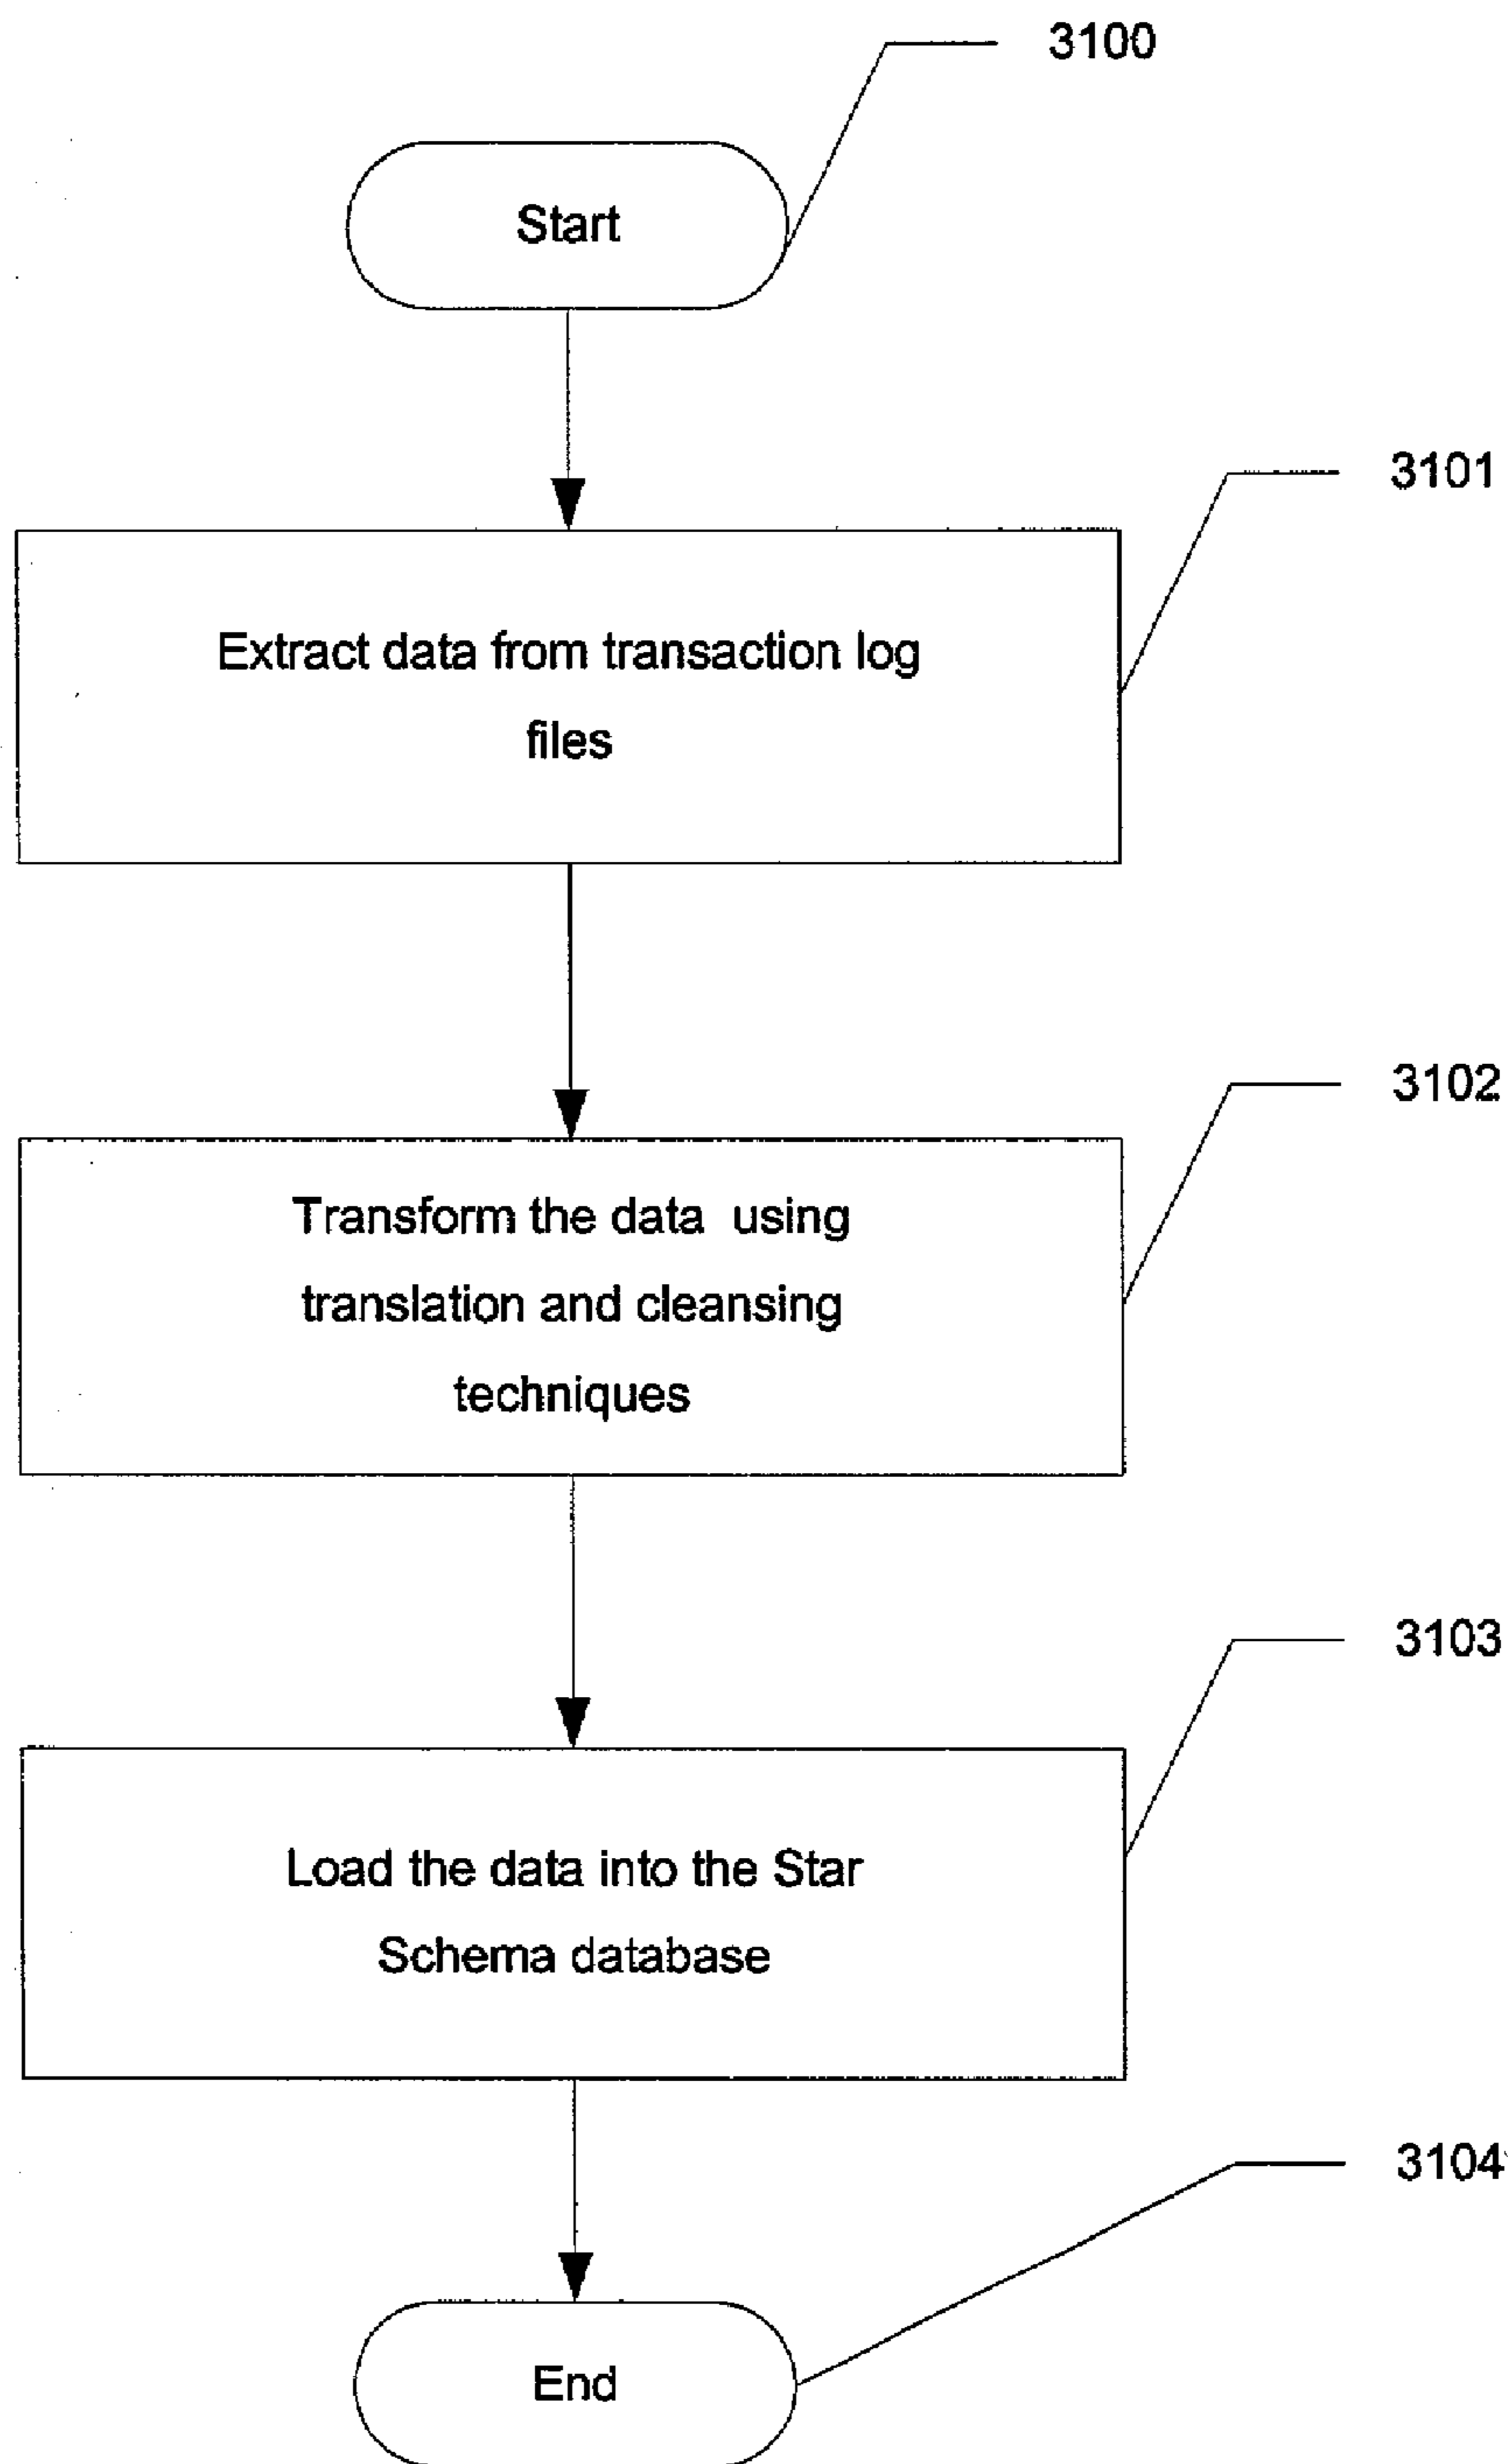 3100
Start
3101
Extract data from transaction log
files
3102
Transform the data using
translation and cleansing
techniques
3103
Load the data into the Star
Schema database
3104
End